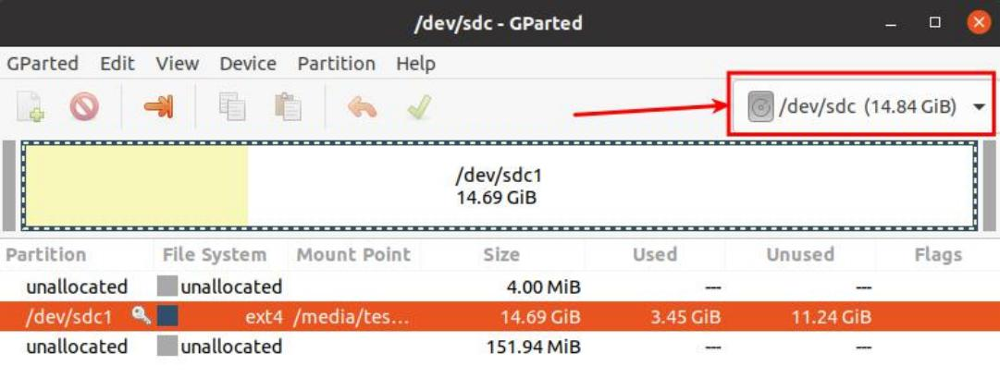 /dev/sdc - GParted
GParted Edit View Device Partition Help
/dev/sdc (14.84 GiB)
/dev/sdc1
14.69 GiB
Partition File System Mount Point Size Used Unused Flags
unallocated unallocated 4.00 MiB --- ---
/dev/sdc1 ext4 /media/tes... 14.69 GiB 3.45 GiB 11.24 GiB
unallocated unallocated 151.94 MiB --- ---